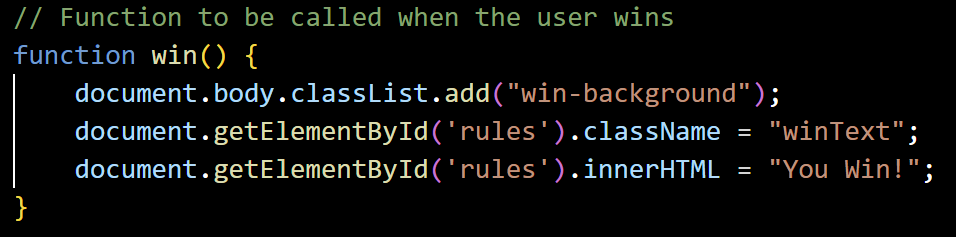 // Function to be called when the user wins
function win() {
    document.body.classList.add("win-background");
    document.getElementById('rules').className = "winText";
    document.getElementById('rules').innerHTML = "You Win!";
}